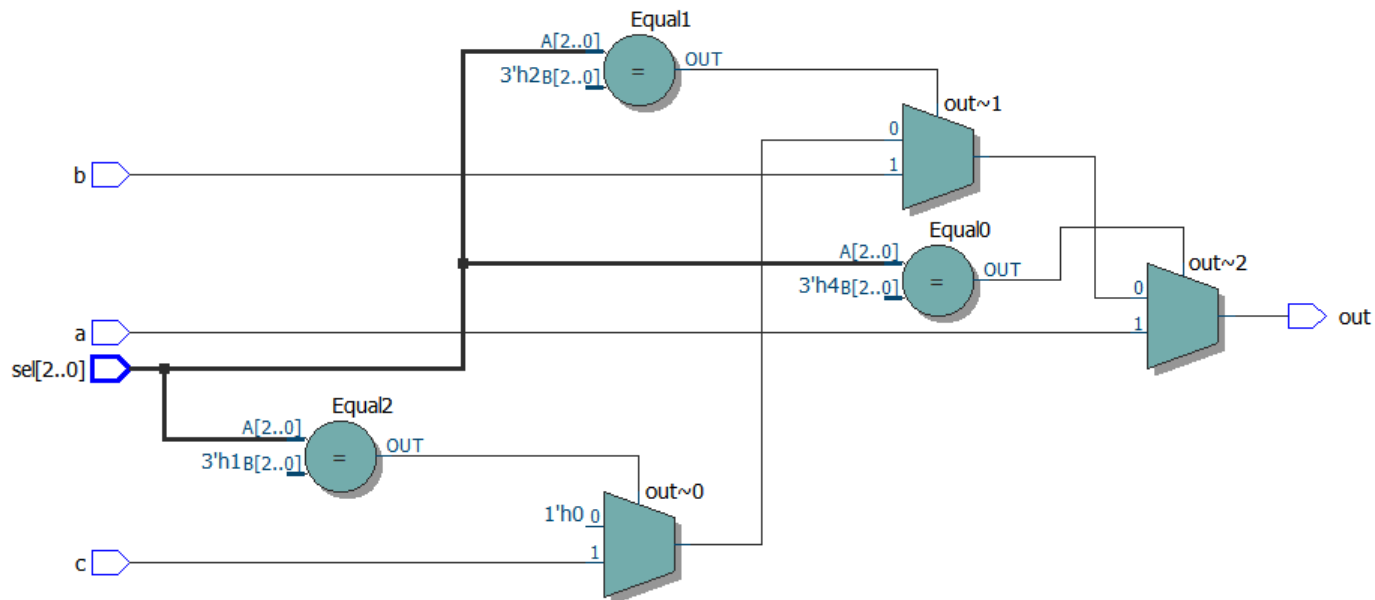 Equal1
A[2..0]
OUT
=
3'h2 B[2..0]
out~1
0
b
1
Equal0
A[2..0]
OUT
out~2
=
3'h4 B[2..0]
0
a
1
out
sel[2..0]
Equal2
A[2..0]
OUT
=
3'h1 B[2..0]
out~0
1'h0 0
c
1